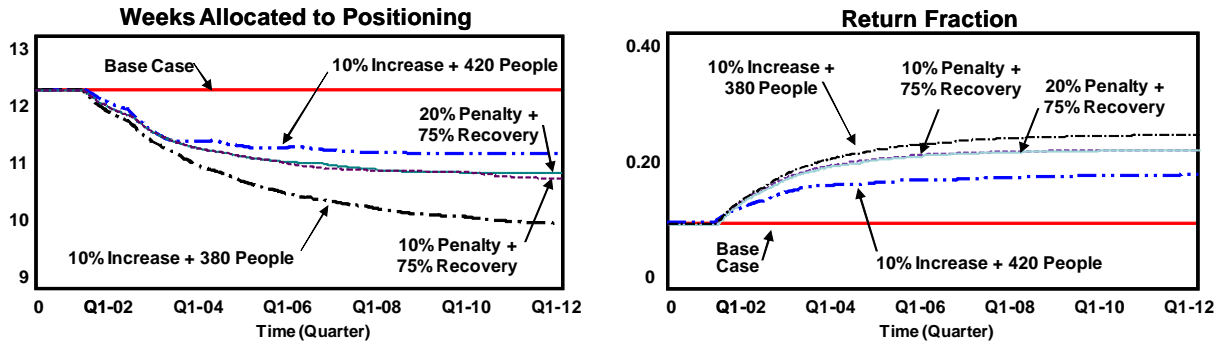 Weeks Allocated to Positioning
13
12
11
10
9
Base Case
10% Increase + 420 People
20% Penalty +
75% Recovery
10% Increase + 380 People
10% Penalty +
75% Recovery
0 Q1-02 Q1-04 Q1-06 Q1-08 Q1-10 Q1-12
Time (Quarter)
Return Fraction
0.40
0.20
0
10% Increase +
380 People
10% Penalty +
75% Recovery
20% Penalty +
75% Recovery
Base
Case
10% Increase + 420 People
0 Q1-02 Q1-04 Q1-06 Q1-08 Q1-10 Q1-12
Time (Quarter)